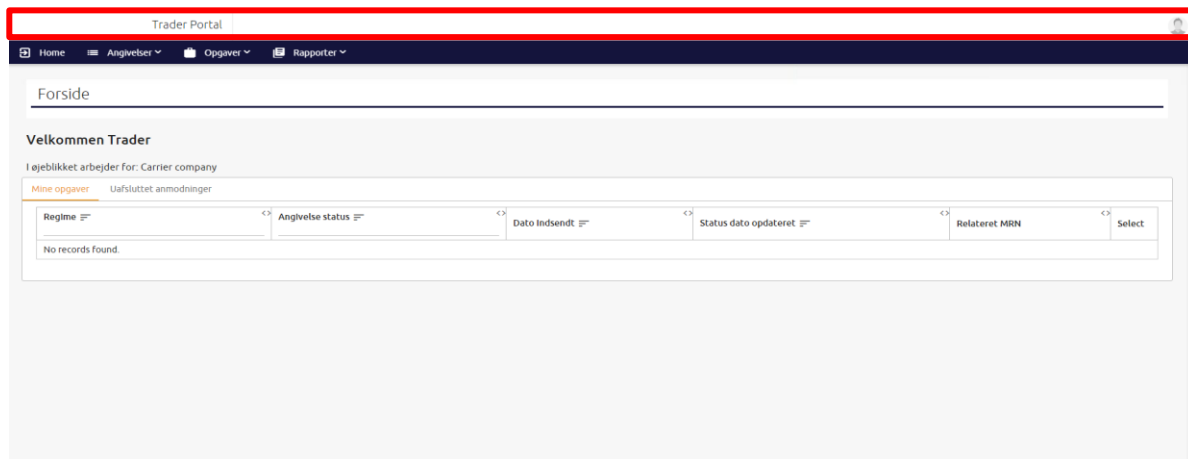 Trader Portal
Home Angivelser Opgaver Rapporter
Forside
Velkommen Trader
I øjeblikket arbejder for: Carrier company
Mine opgaver Uafsluttet anmodninger
Regime Angivelse status Dato indsendt Status dato opdateret Relateret MRN Select
No records found.